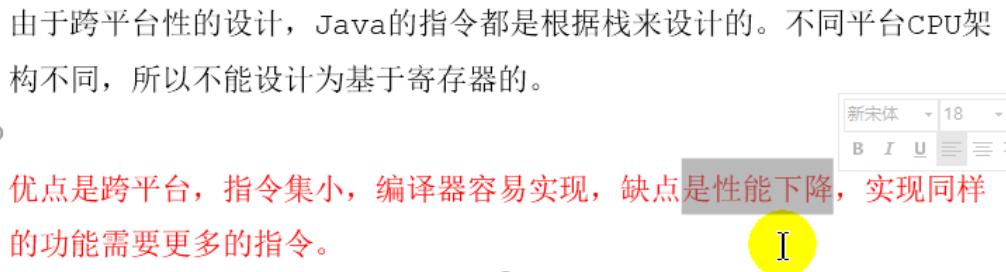 由于跨平台性的设计，Java的指令都是根据栈来设计的。不同平台CPU架
构不同，所以不能设计为基于寄存器的。
新宋体 18
B I U
优点是跨平台，指令集小，编译器容易实现，缺点是性能下降，实现同样
的功能需要更多的指令。